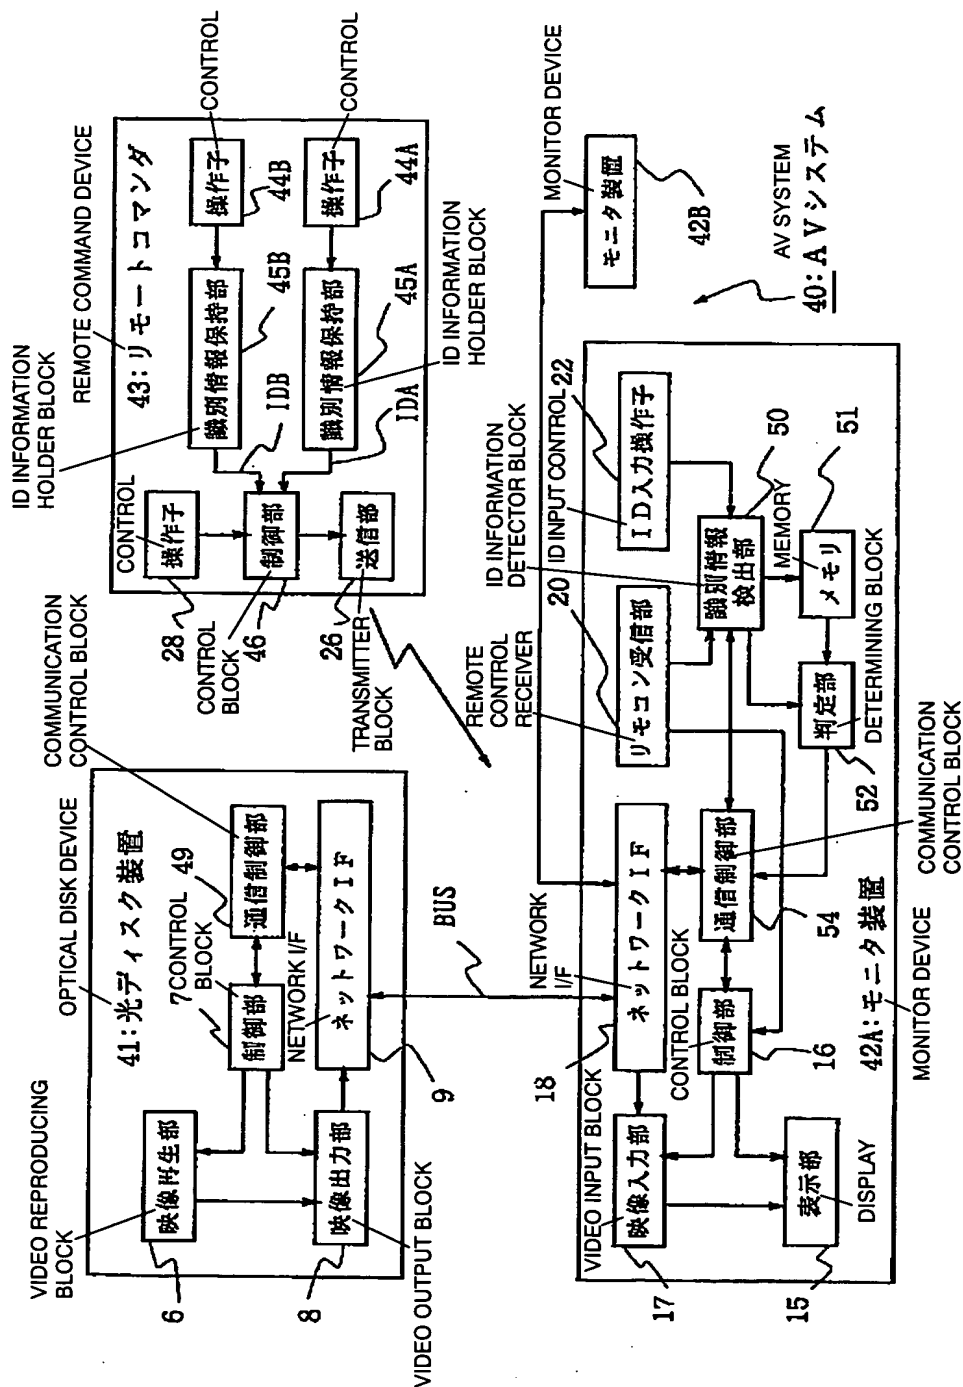 VIDEO REPRODUCING
BLOCK
OPTICAL DISK DEVICE
COMMUNICATION
CONTROL BLOCK
41:光ディスク装置
映像再生部
6
7
CONTROL
BLOCK
制御部
49
通信制御部
NETWORK I/F
ネットワークIF
9
映像出力部
8
VIDEO OUTPUT BLOCK
ID INFORMATION
HOLDER BLOCK
REMOTE COMMAND DEVICE
43:リモートコマンダ
CONTROL
操作子
28
CONTROL
BLOCK
制御部
46
送信部
26
TRANSMITTER
BLOCK
識別情報保持部
45B
IDB
識別情報保持部
45A
IDA
ID INFORMATION
HOLDER BLOCK
操作子
44B
CONTROL
操作子
44A
CONTROL
BUS
NETWORK
I/F
ネットワークIF
18
VIDEO INPUT BLOCK
映像入力部
17
CONTROL BLOCK
制御部
16
表示部
15
DISPLAY
通信制御部
54
COMMUNICATION
CONTROL BLOCK
42A:モニタ装置
MONITOR DEVICE
REMOTE CONTROL
RECEIVER
20
リモコン受信部
ID INFORMATION
DETECTOR BLOCK
識別情報
検出部
50
ID INPUT CONTROL
22
ID入力操作子
MEMORY
メモリ
51
判定部
52
DETERMINING BLOCK
MONITOR DEVICE
モニタ装置
42B
AV SYSTEM
40:AVシステム